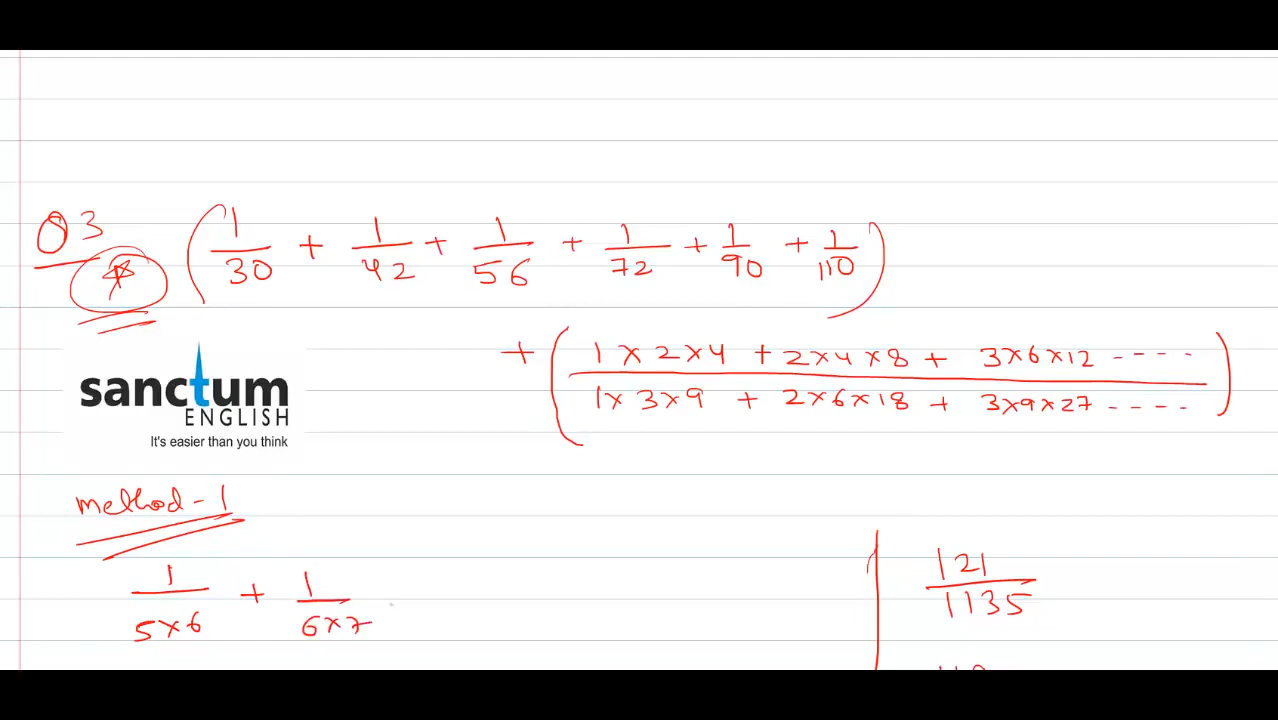 Q3 ( 1/30 + 1/42 + 1/56 + 1/72 + 1/90 + 1/110 )
+ ( 1 × 2 × 4 + 2 × 4 × 8 + 3 × 6 × 12 ---- / 1 × 3 × 9 + 2 × 6 × 18 + 3 × 9 × 27 ---- )
sanctum
ENGLISH
It's easier than you think
method - 1
1/5×6 + 1/6×7
121/1135